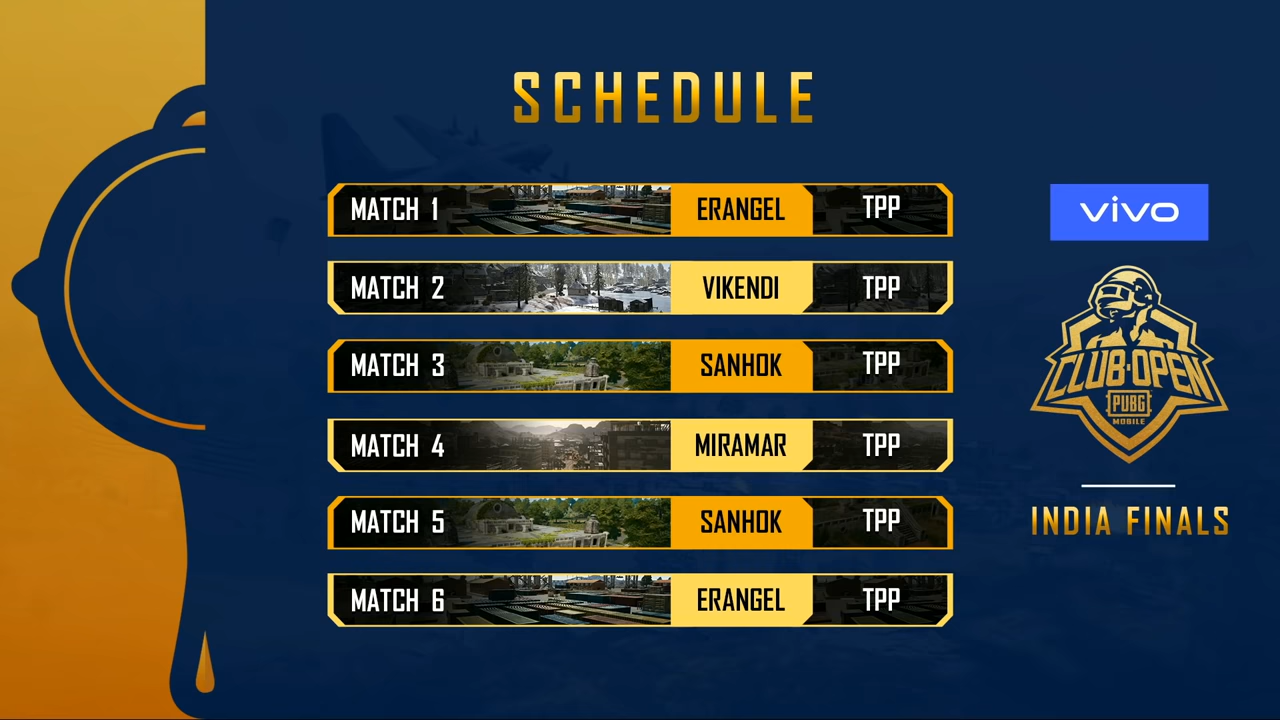 SCHEDULE
MATCH 1 ERANGEL TPP
MATCH 2 VIKENDI TPP
MATCH 3 SANHOK TPP
MATCH 4 MIRAMAR TPP
MATCH 5 SANHOK TPP
MATCH 6 ERANGEL TPP
vivo
CLUB OPEN
PUBG
MOBILE
INDIA FINALS